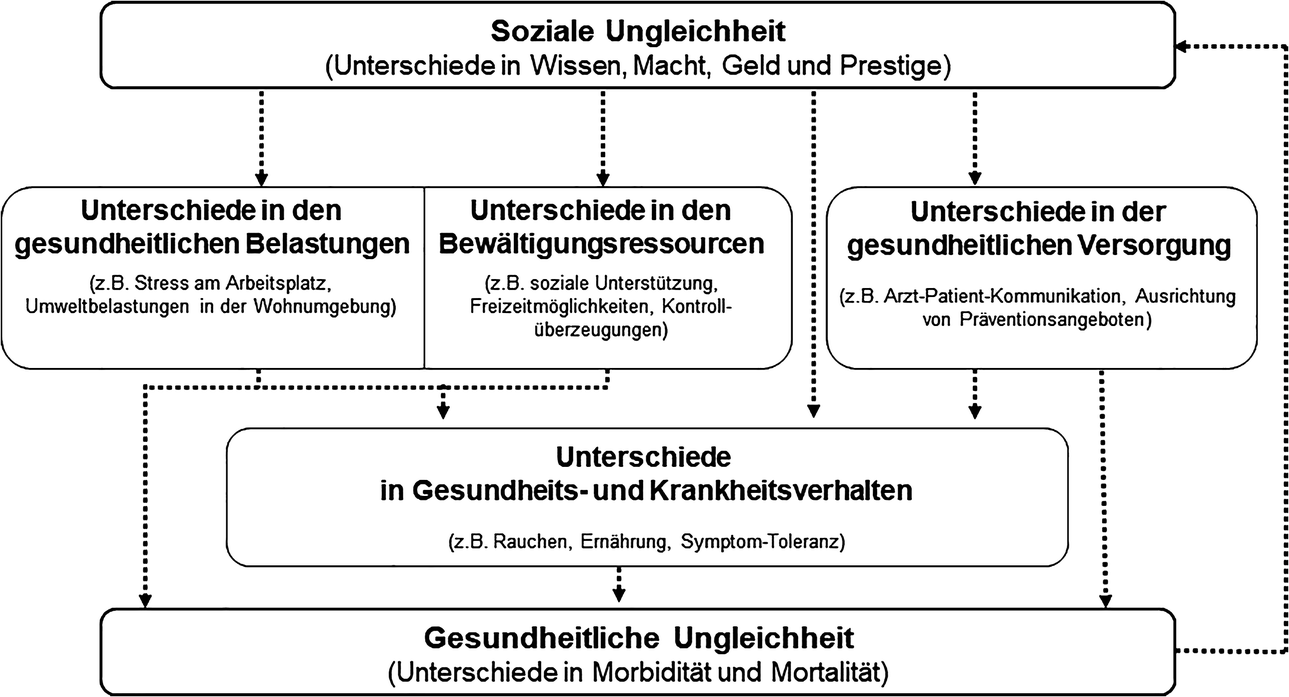 Soziale Ungleichheit
(Unterschiede in Wissen, Macht, Geld und Prestige)
Unterschiede in den
gesundheitlichen Belastungen
(z.B. Stress am Arbeitsplatz,
Umweltbelastungen in der Wohnumgebung)
Unterschiede in den
Bewältigungsressourcen
(z.B. soziale Unterstützung,
Freizeitmöglichkeiten, Kontroll-
überzeugungen)
Unterschiede in der
gesundheitlichen Versorgung
(z.B. Arzt-Patient-Kommunikation, Ausrichtung
von Präventionsangeboten)
Unterschiede
in Gesundheits- und Krankheitsverhalten
(z.B. Rauchen, Ernährung, Symptom-Toleranz)
Gesundheitliche Ungleichheit
(Unterschiede in Morbidität und Mortalität)